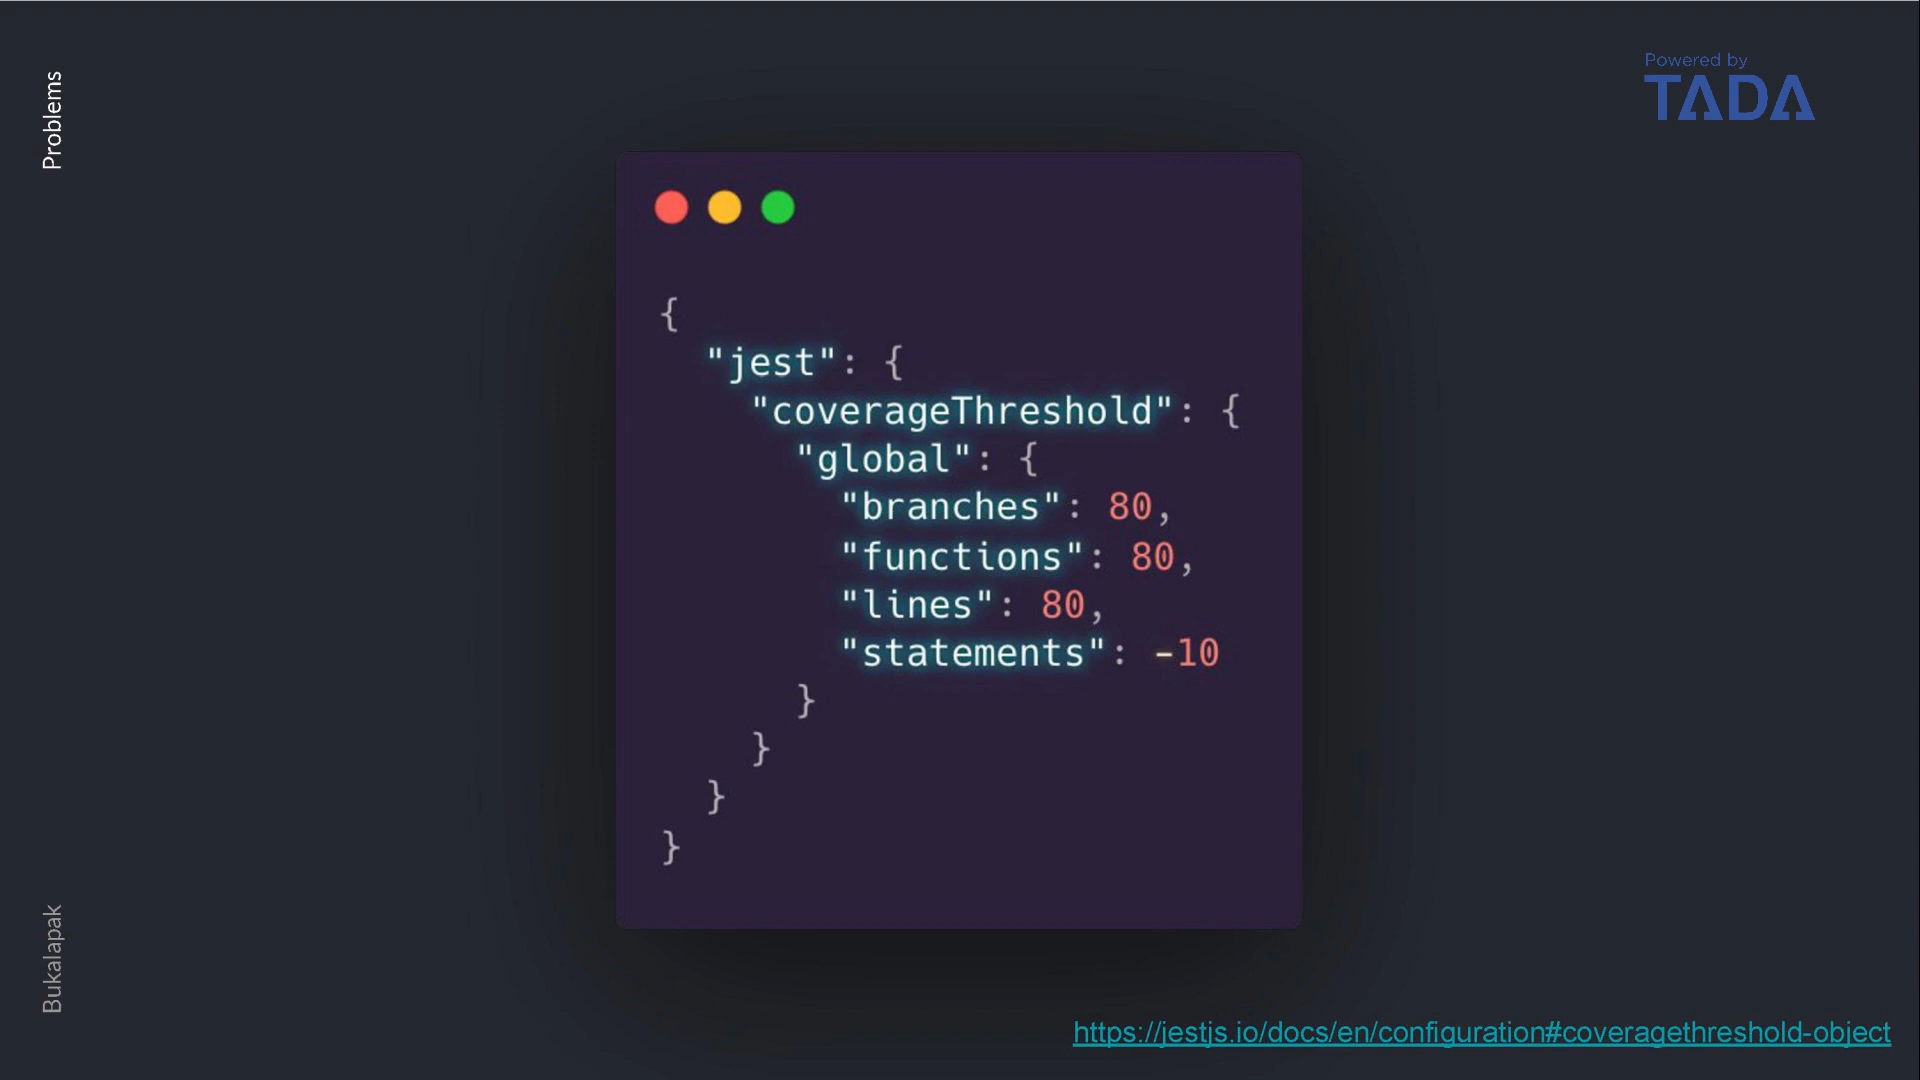 Problems
Powered by
TADA
{
  "jest": {
    "coverageThreshold": {
      "global": {
        "branches": 80,
        "functions": 80,
        "lines": 80,
        "statements": -10
      }
    }
  }
}
Bukalapak
https://jestjs.io/docs/en/configuration#coveragethreshold-object